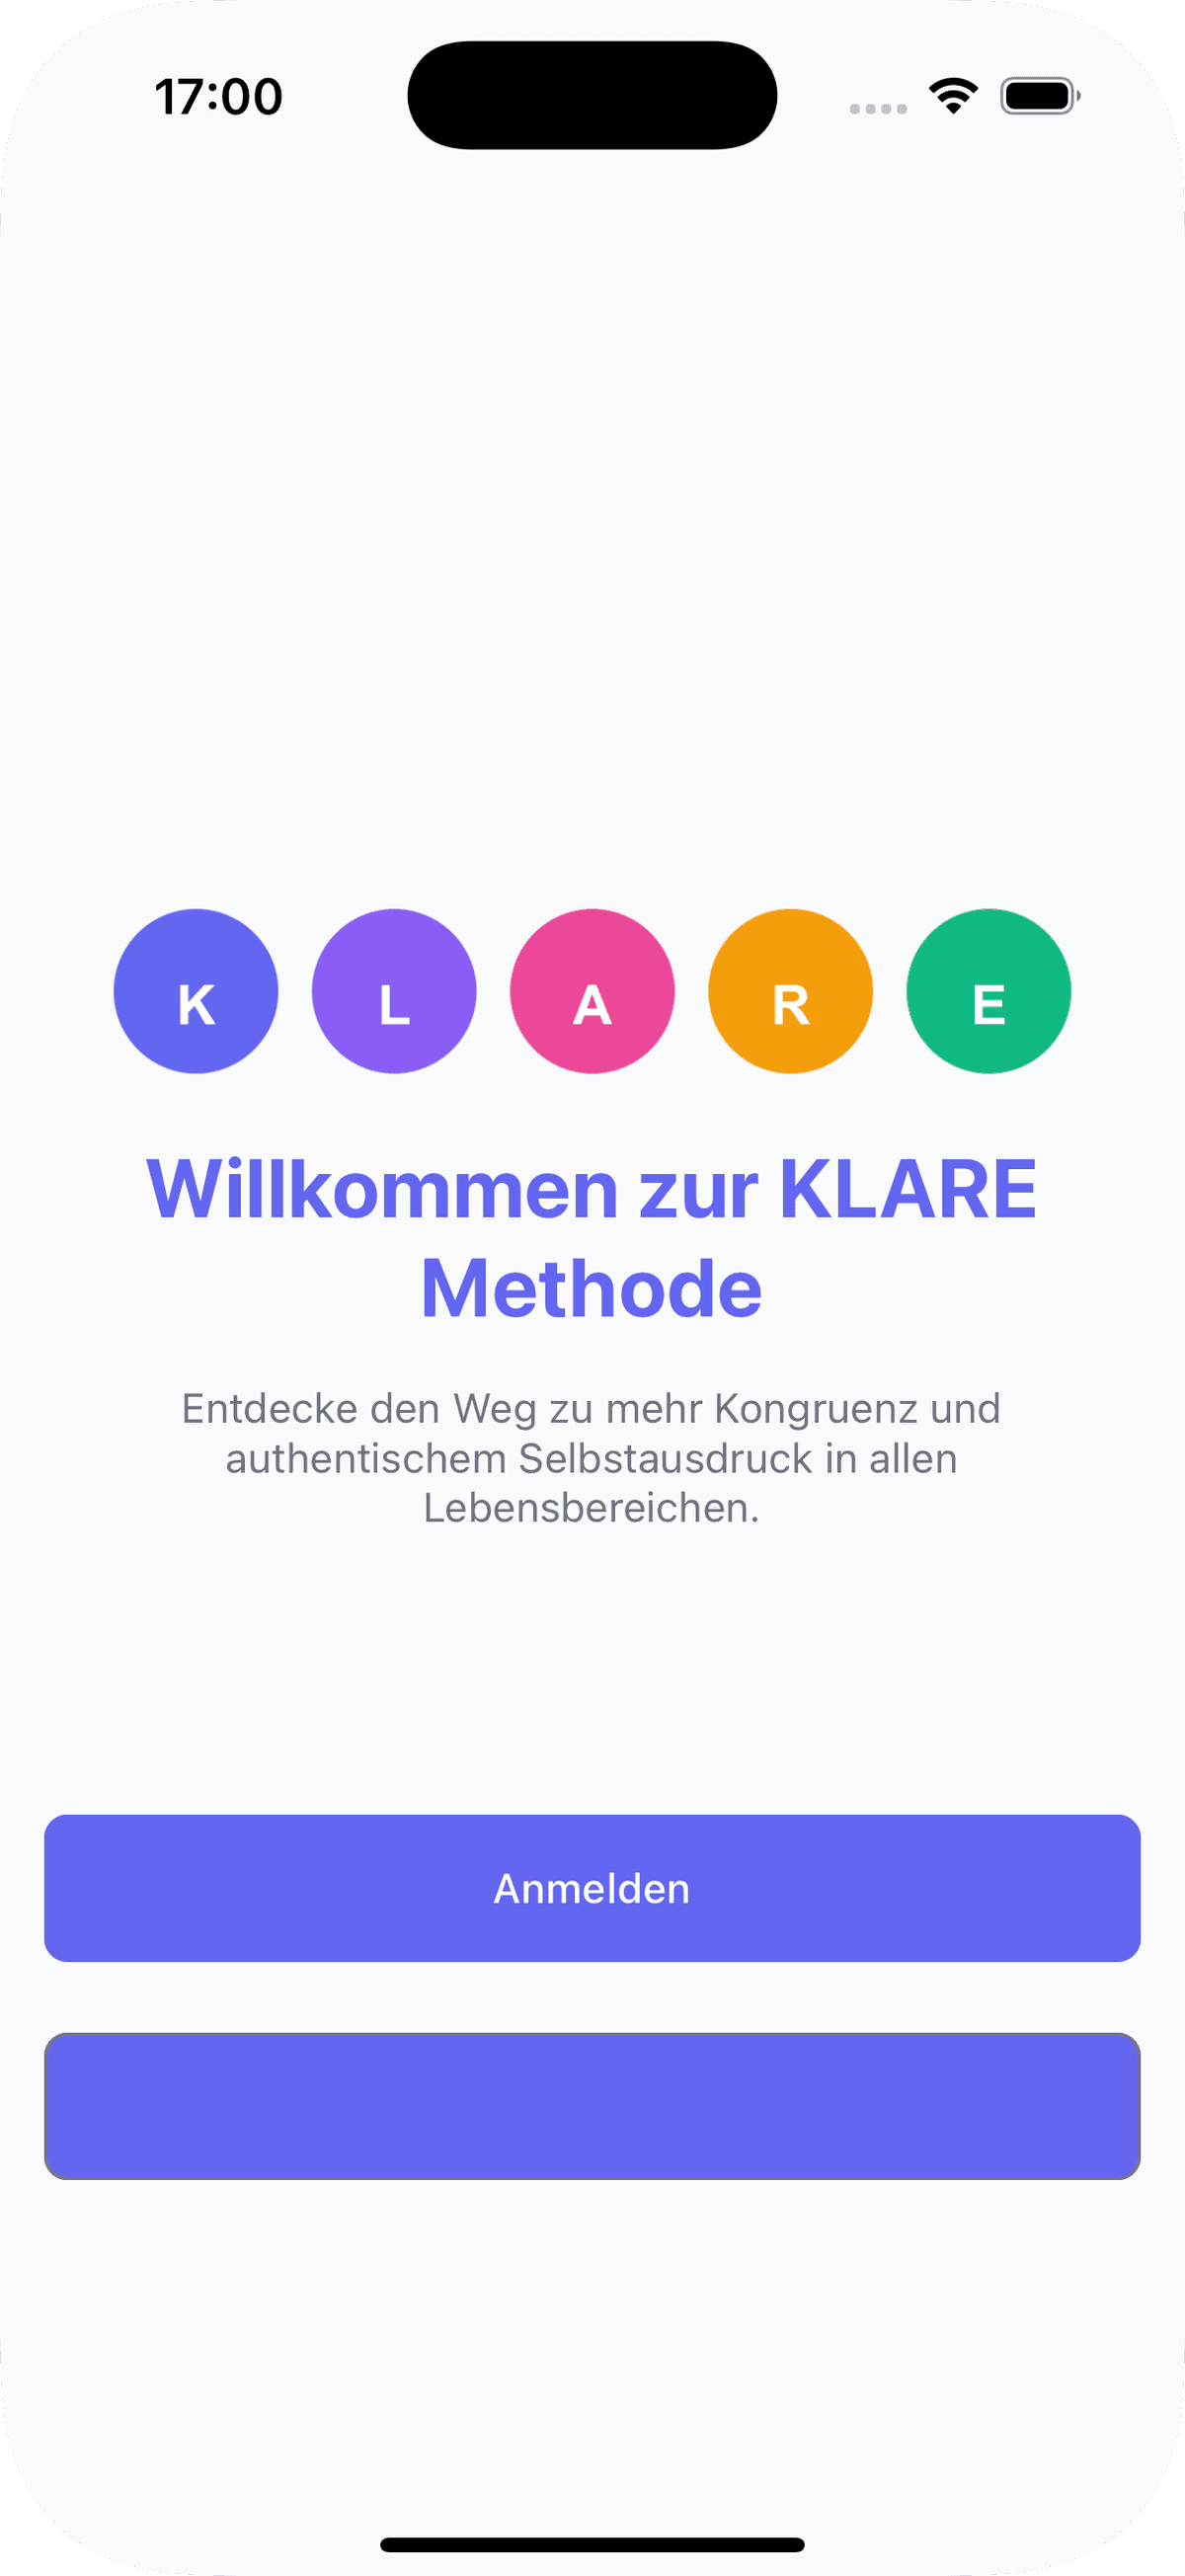 17:00
K L A R E
Willkommen zur KLARE
Methode
Entdecke den Weg zu mehr Kongruenz und
authentischem Selbstausdruck in allen
Lebensbereichen.
Anmelden